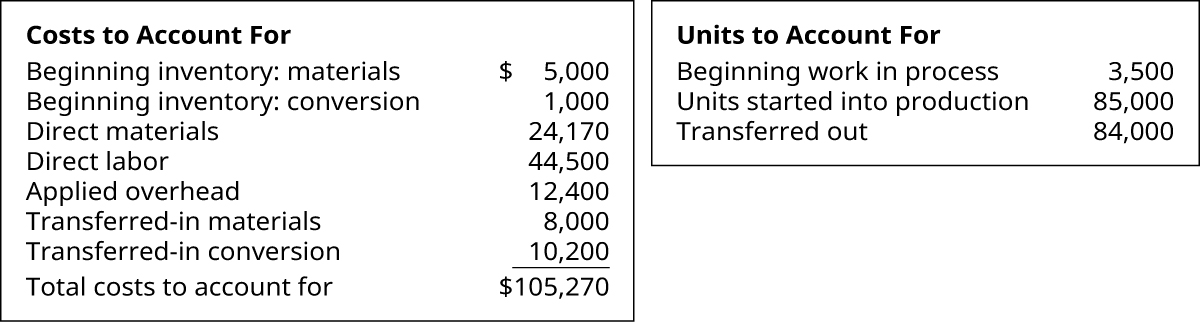 Costs to Account For
Beginning inventory: materials $ 5,000
Beginning inventory: conversion 1,000
Direct materials 24,170
Direct labor 44,500
Applied overhead 12,400
Transferred-in materials 8,000
Transferred-in conversion 10,200
Total costs to account for $105,270
Units to Account For
Beginning work in process 3,500
Units started into production 85,000
Transferred out 84,000